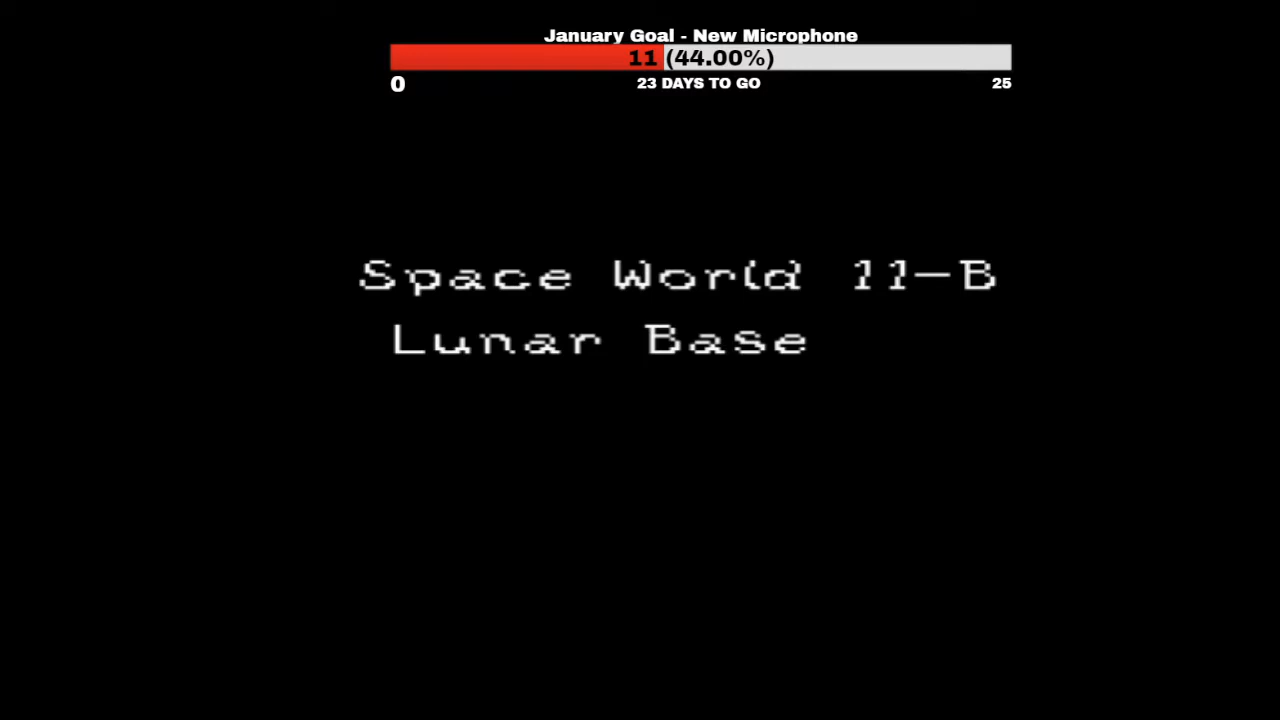 January Goal - New Microphone
11 (44.00%)
0 23 DAYS TO GO 25
Space World 11-B
Lunar Base